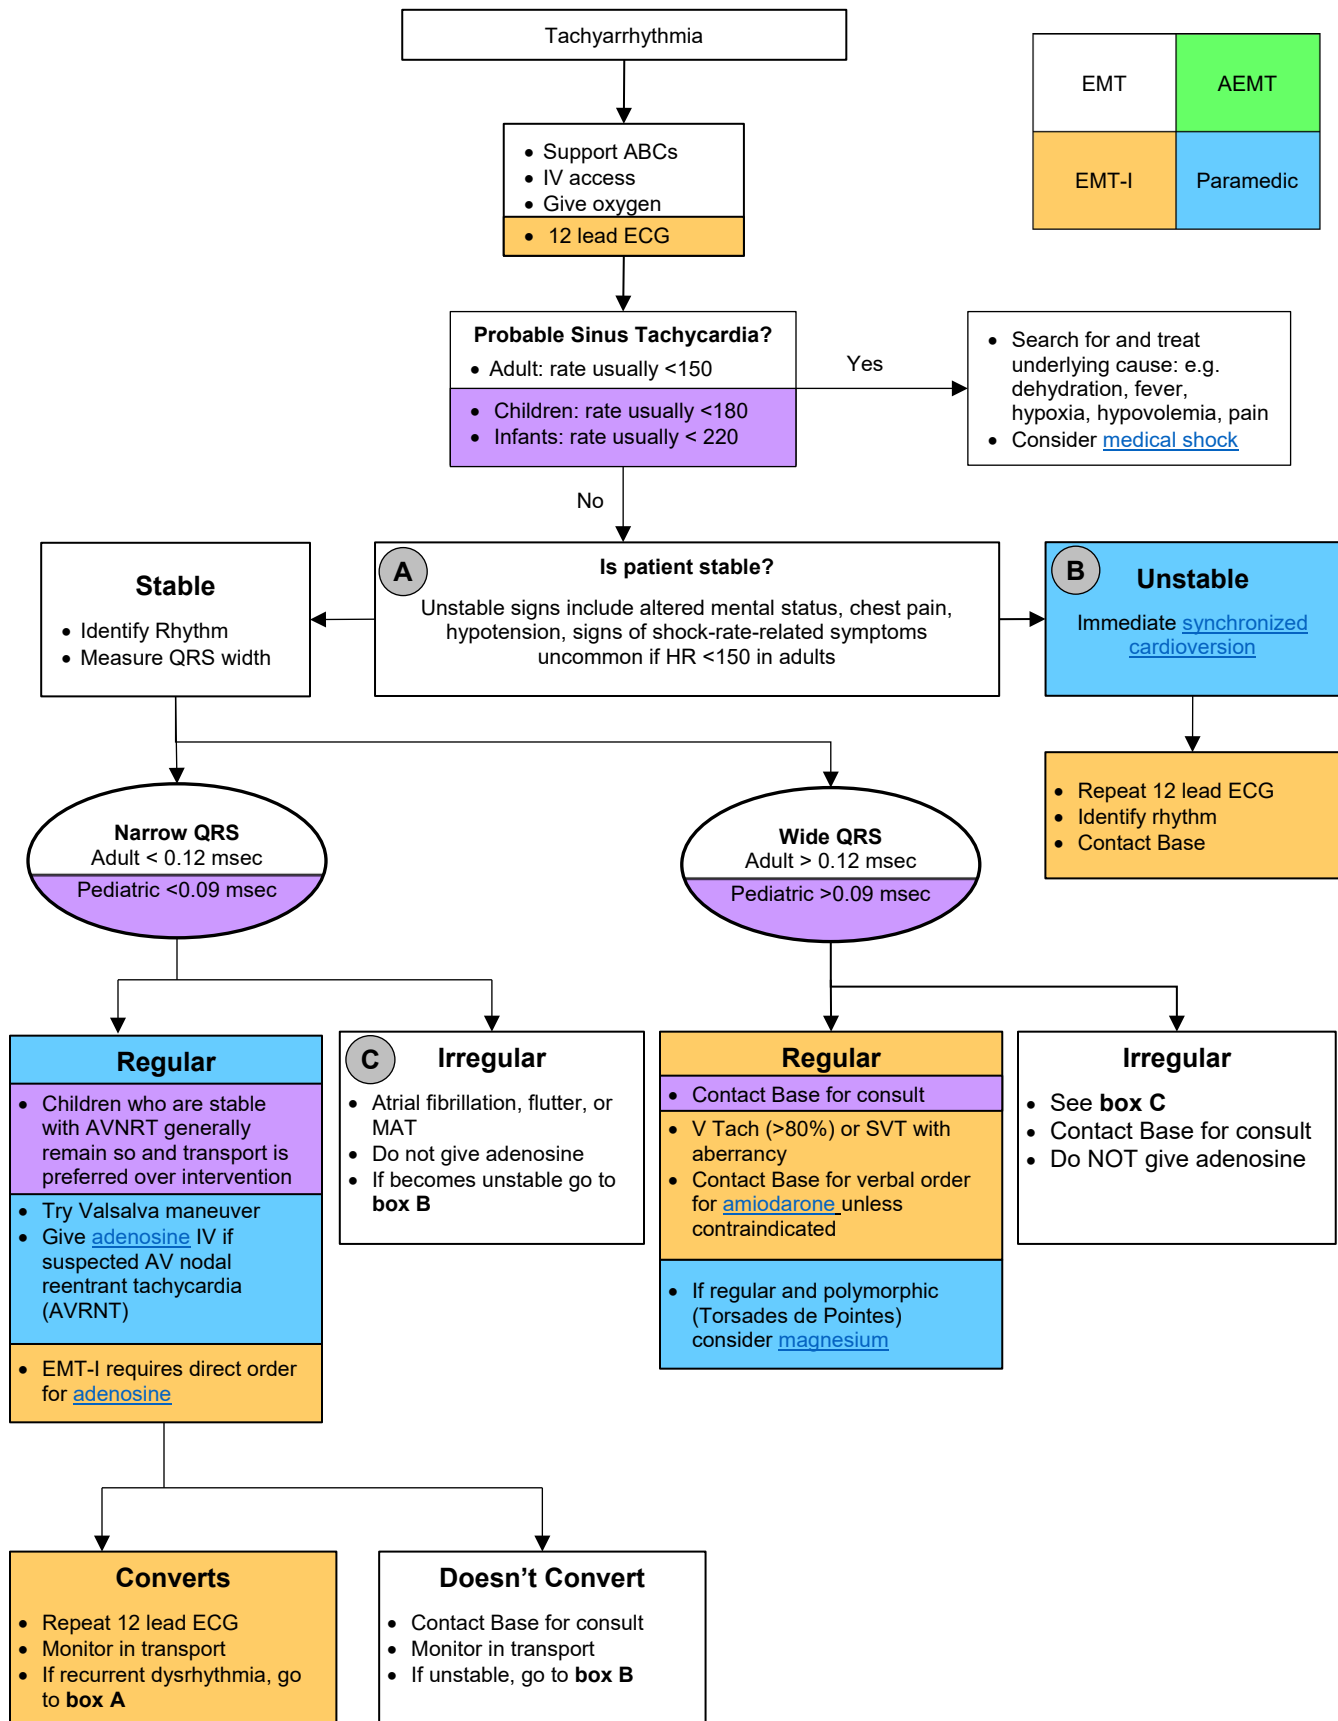 Tachyarrhythmia
EMT
AEMT
EMT-I
Paramedic
• Support ABCs
• IV access
• Give oxygen
• 12 lead ECG
Probable Sinus Tachycardia?
• Adult: rate usually <150
• Children: rate usually <180
• Infants: rate usually < 220
Yes
• Search for and treat
underlying cause: e.g.
dehydration, fever,
hypoxia, hypovolemia, pain
• Consider medical shock
No
Stable
• Identify Rhythm
• Measure QRS width
A
Is patient stable?
Unstable signs include altered mental status, chest pain,
hypotension, signs of shock-rate-related symptoms
uncommon if HR <150 in adults
B
Unstable
Immediate synchronized
cardioversion
• Repeat 12 lead ECG
• Identify rhythm
• Contact Base
Narrow QRS
Adult < 0.12 msec
Pediatric <0.09 msec
Wide QRS
Adult > 0.12 msec
Pediatric >0.09 msec
Regular
• Children who are stable
with AVNRT generally
remain so and transport is
preferred over intervention
• Try Valsalva maneuver
• Give adenosine IV if
suspected AV nodal
reentrant tachycardia
(AVRNT)
• EMT-I requires direct order
for adenosine
C
Irregular
• Atrial fibrillation, flutter, or
MAT
• Do not give adenosine
• If becomes unstable go to
box B
Regular
• Contact Base for consult
• V Tach (>80%) or SVT with
aberrancy
• Contact Base for verbal order
for amiodarone unless
contraindicated
• If regular and polymorphic
(Torsades de Pointes)
consider magnesium
Irregular
• See box C
• Contact Base for consult
• Do NOT give adenosine
Converts
• Repeat 12 lead ECG
• Monitor in transport
• If recurrent dysrhythmia, go
to box A
Doesn't Convert
• Contact Base for consult
• Monitor in transport
• If unstable, go to box B